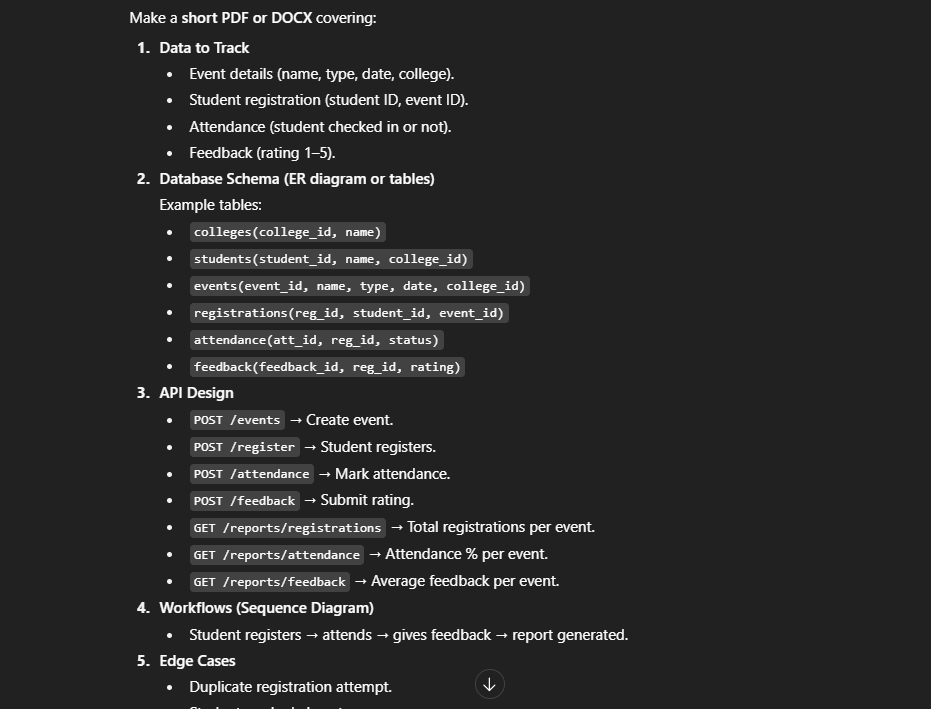 Make a short PDF or DOCX covering:
1. Data to Track
• Event details (name, type, date, college).
• Student registration (student ID, event ID).
• Attendance (student checked in or not).
• Feedback (rating 1–5).
2. Database Schema (ER diagram or tables)
Example tables:
• colleges(college_id, name)
• students(student_id, name, college_id)
• events(event_id, name, type, date, college_id)
• registrations(reg_id, student_id, event_id)
• attendance(att_id, reg_id, status)
• feedback(feedback_id, reg_id, rating)
3. API Design
• POST /events → Create event.
• POST /register → Student registers.
• POST /attendance → Mark attendance.
• POST /feedback → Submit rating.
• GET /reports/registrations → Total registrations per event.
• GET /reports/attendance → Attendance % per event.
• GET /reports/feedback → Average feedback per event.
4. Workflows (Sequence Diagram)
• Student registers → attends → gives feedback → report generated.
5. Edge Cases
• Duplicate registration attempt.